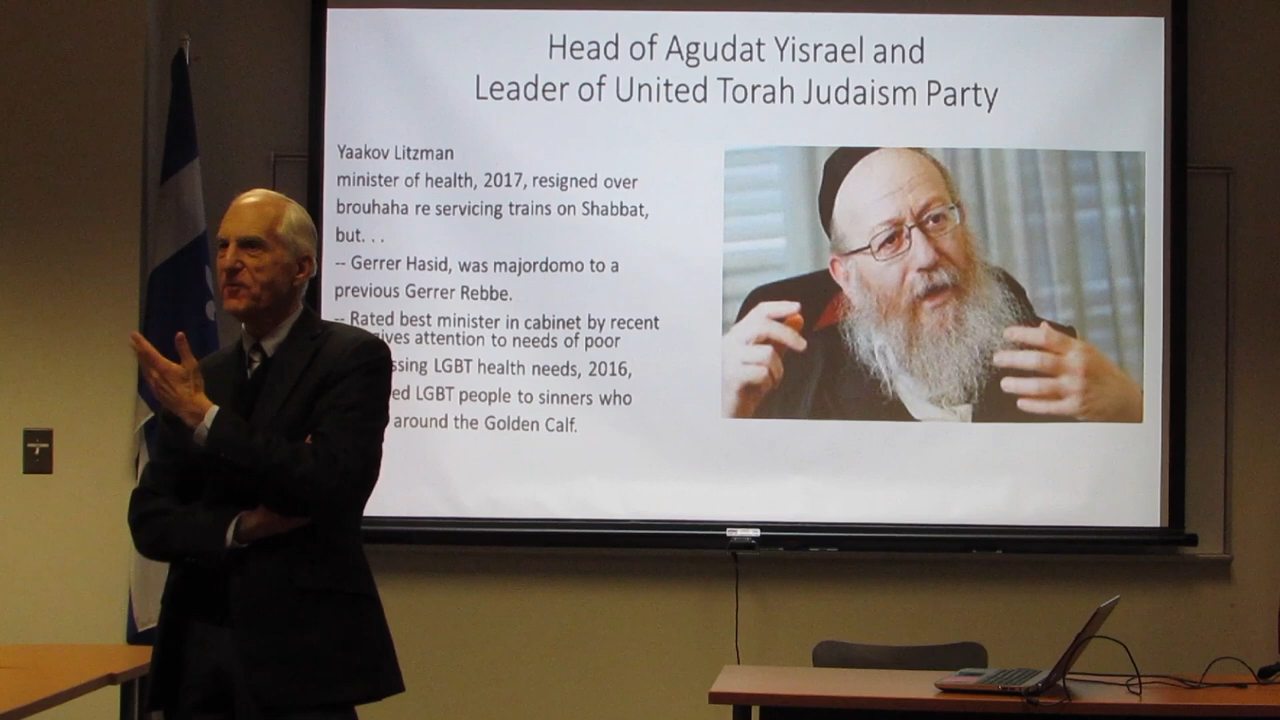 Head of Agudat Yisrael and
Leader of United Torah Judaism Party
Yaakov Litzman
minister of health, 2017, resigned over
brouhaha re servicing trains on Shabbat,
but. . .
-- Gerrer Hasid, was majordomo to a
previous Gerrer Rebbe.
-- Rated best minister in cabinet by recent
attention to needs of poor
LGBT health needs, 2016,
LGBT people to sinners who
around the Golden Calf.